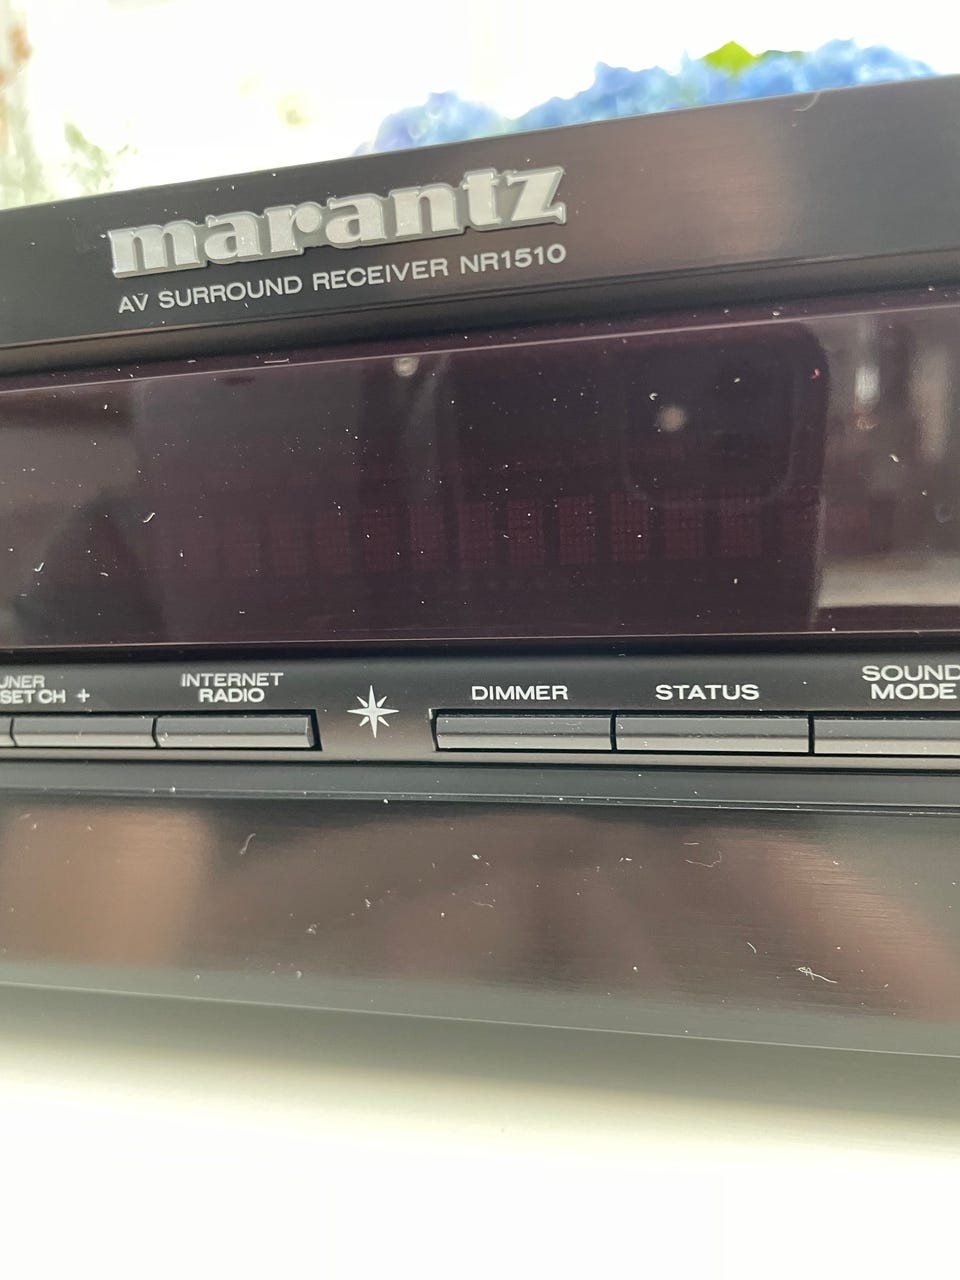 marantz
AV SURROUND RECEIVER NR1510
UNER
SET CH +
INTERNET
RADIO
DIMMER
STATUS
SOUND
MODE